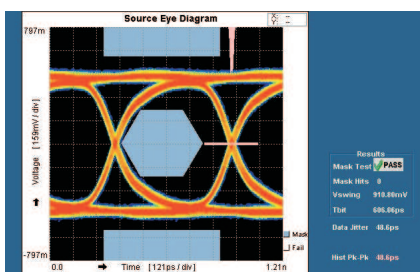 Source Eye Diagram
X: --
Y: --
797m
Voltage [159mV / div]
-797m
0.0
Time [121ps / div]
1.21n
Mask
Fail
Results
Mask Test PASS
Mask Hits 0
Vswing 910.80mV
Tbit 606.06ps
Data Jitter 48.6ps
Hist Pk-Pk 48.6ps